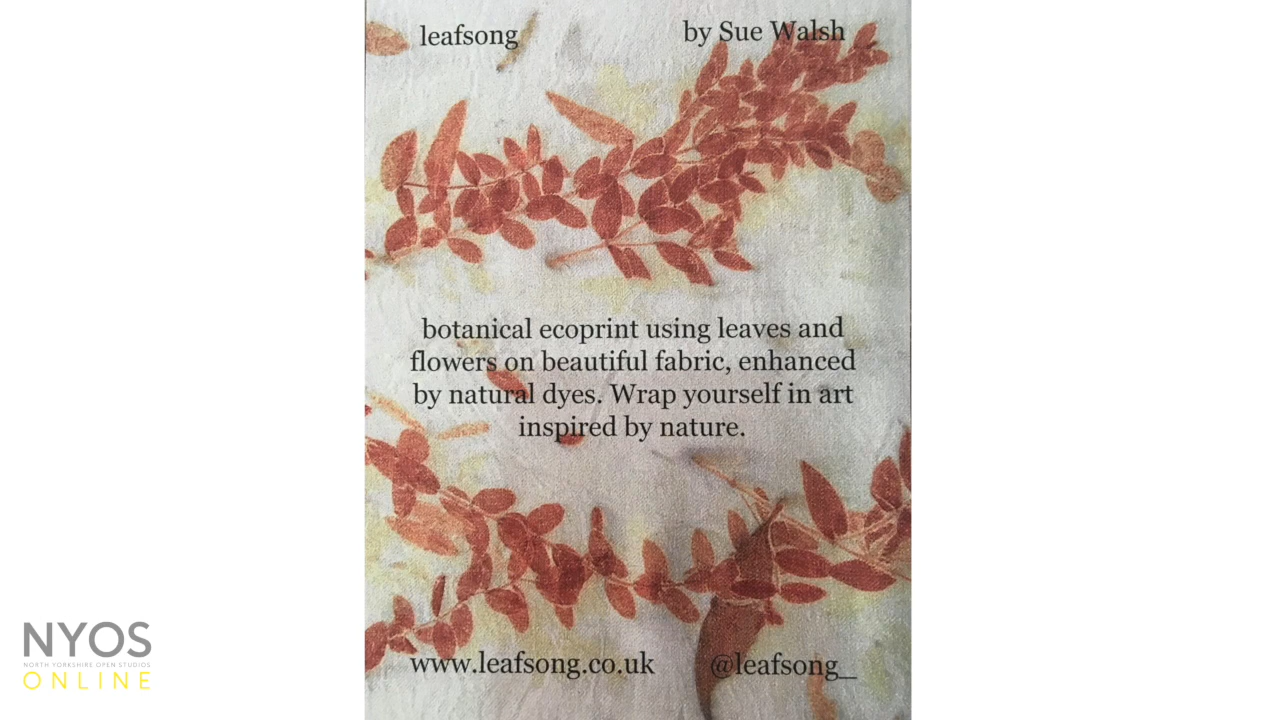 leafsong by Sue Walsh
botanical ecoprint using leaves and
flowers on beautiful fabric, enhanced
by natural dyes. Wrap yourself in art
inspired by nature.
www.leafsong.co.uk @leafsong_
NYOS
NORTH YORKSHIRE OPEN STUDIOS
ONLINE